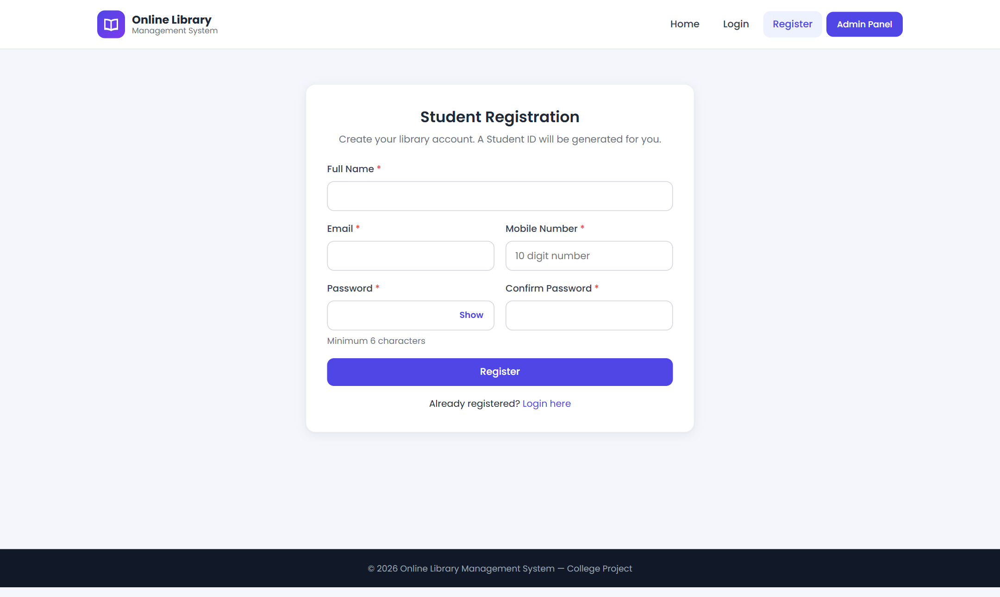 Online Library
Management System
Home
Login
Register
Admin Panel
Student Registration
Create your library account. A Student ID will be generated for you.
Full Name *
Email *
Mobile Number *
10 digit number
Password *
Confirm Password *
Show
Minimum 6 characters
Register
Already registered? Login here
© 2026 Online Library Management System — College Project